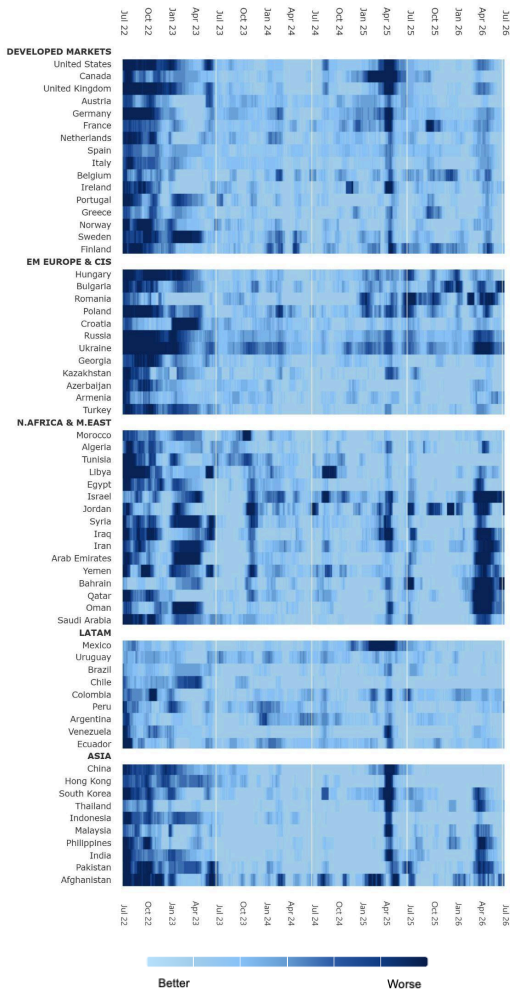 Jul 22 Oct 22 Jan 23 Apr 23 Jul 23 Oct 23 Jan 24 Apr 24 Jul 24 Oct 24 Jan 25 Apr 25 Jul 25 Oct 25 Jan 26 Apr 26 Jul 26
DEVELOPED MARKETS
United States
Canada
United Kingdom
Austria
Germany
France
Netherlands
Spain
Italy
Belgium
Ireland
Portugal
Greece
Norway
Sweden
Finland
EM EUROPE & CIS
Hungary
Bulgaria
Romania
Poland
Croatia
Russia
Ukraine
Georgia
Kazakhstan
Azerbaijan
Armenia
Turkey
N.AFRICA & M.EAST
Morocco
Algeria
Tunisia
Libya
Egypt
Israel
Jordan
Syria
Iraq
Iran
Arab Emirates
Yemen
Bahrain
Qatar
Oman
Saudi Arabia
LATAM
Mexico
Uruguay
Brazil
Chile
Colombia
Peru
Argentina
Venezuela
Ecuador
ASIA
China
Hong Kong
South Korea
Thailand
Indonesia
Malaysia
Philippines
India
Pakistan
Afghanistan
Jul 22 Oct 22 Jan 23 Apr 23 Jul 23 Oct 23 Jan 24 Apr 24 Jul 24 Oct 24 Jan 25 Apr 25 Jul 25 Oct 25 Jan 26 Apr 26 Jul 26
Better Worse